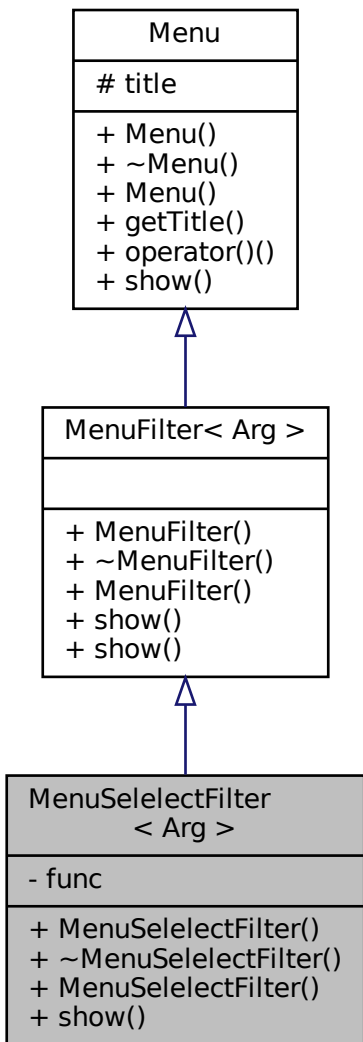 Menu
# title
+ Menu()
+ ~Menu()
+ Menu()
+ getTitle()
+ operator()()
+ show()
MenuFilter< Arg >
+ MenuFilter()
+ ~MenuFilter()
+ MenuFilter()
+ show()
+ show()
MenuSelelectFilter
< Arg >
- func
+ MenuSelelectFilter()
+ ~MenuSelelectFilter()
+ MenuSelelectFilter()
+ show()